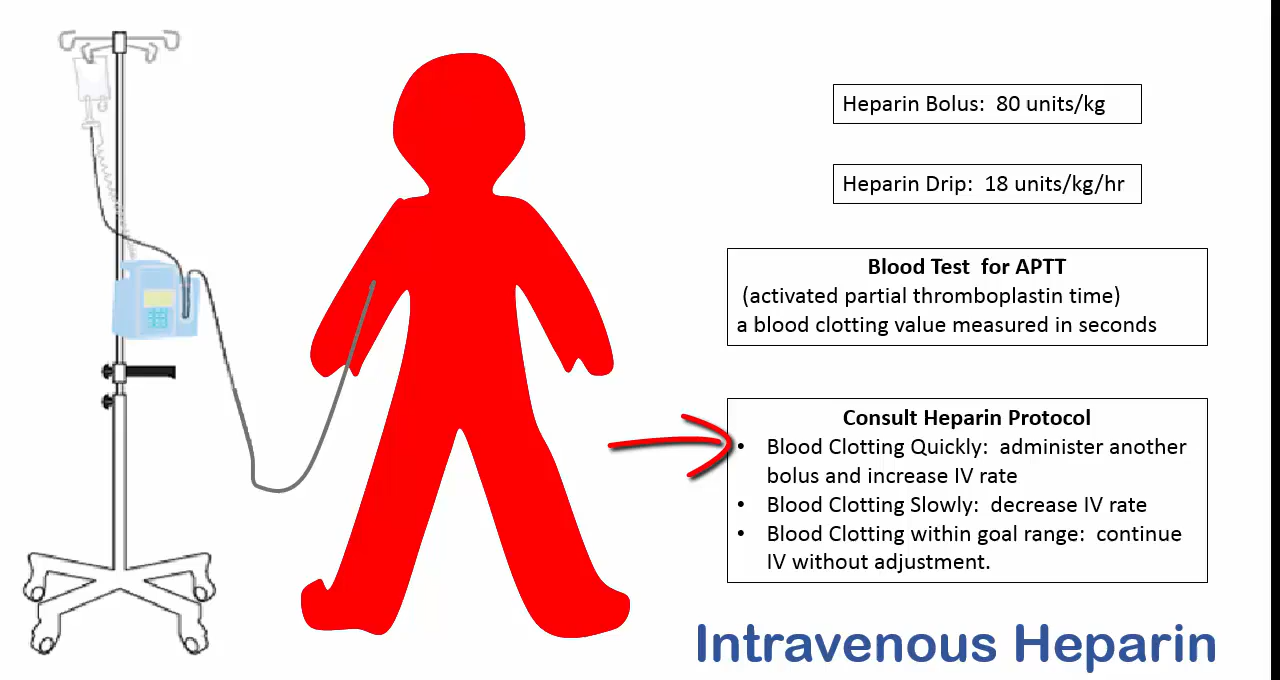 Heparin Bolus: 80 units/kg
Heparin Drip: 18 units/kg/hr
Blood Test for APTT
(activated partial thromboplastin time)
a blood clotting value measured in seconds
Consult Heparin Protocol
• Blood Clotting Quickly: administer another
bolus and increase IV rate
• Blood Clotting Slowly: decrease IV rate
• Blood Clotting within goal range: continue
IV without adjustment.
Intravenous Heparin